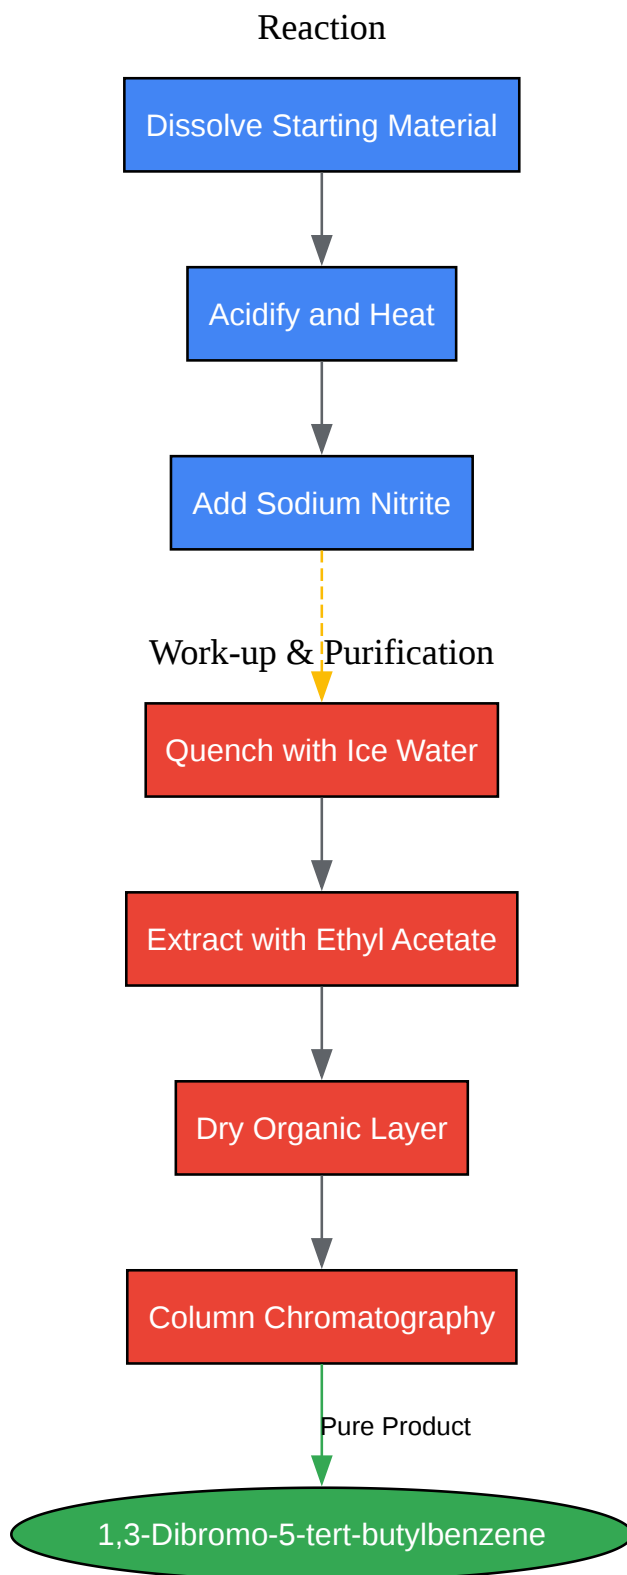 Reaction
Dissolve Starting Material
Acidify and Heat
Add Sodium Nitrite
Work-up & Purification
Quench with Ice Water
Extract with Ethyl Acetate
Dry Organic Layer
Column Chromatography
Pure Product
1,3-Dibromo-5-tert-butylbenzene